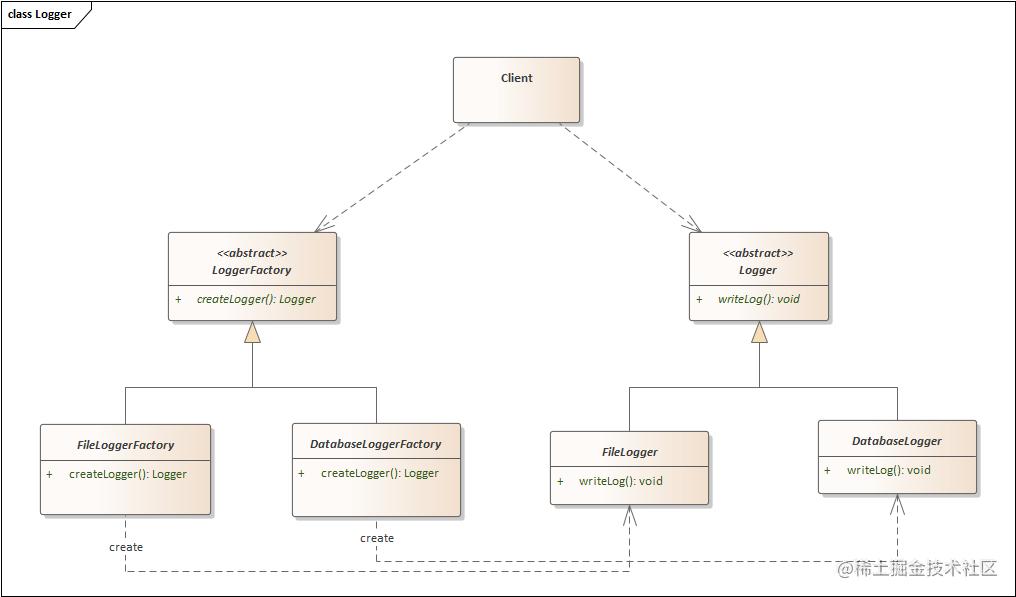 class Logger
Client
<<abstract>>
LoggerFactory
+ createLogger(): Logger
<<abstract>>
Logger
+ writeLog(): void
FileLoggerFactory
+ createLogger(): Logger
DatabaseLoggerFactory
+ createLogger(): Logger
FileLogger
+ writeLog(): void
DatabaseLogger
+ writeLog(): void
create
create
@稀土掘金技术社区